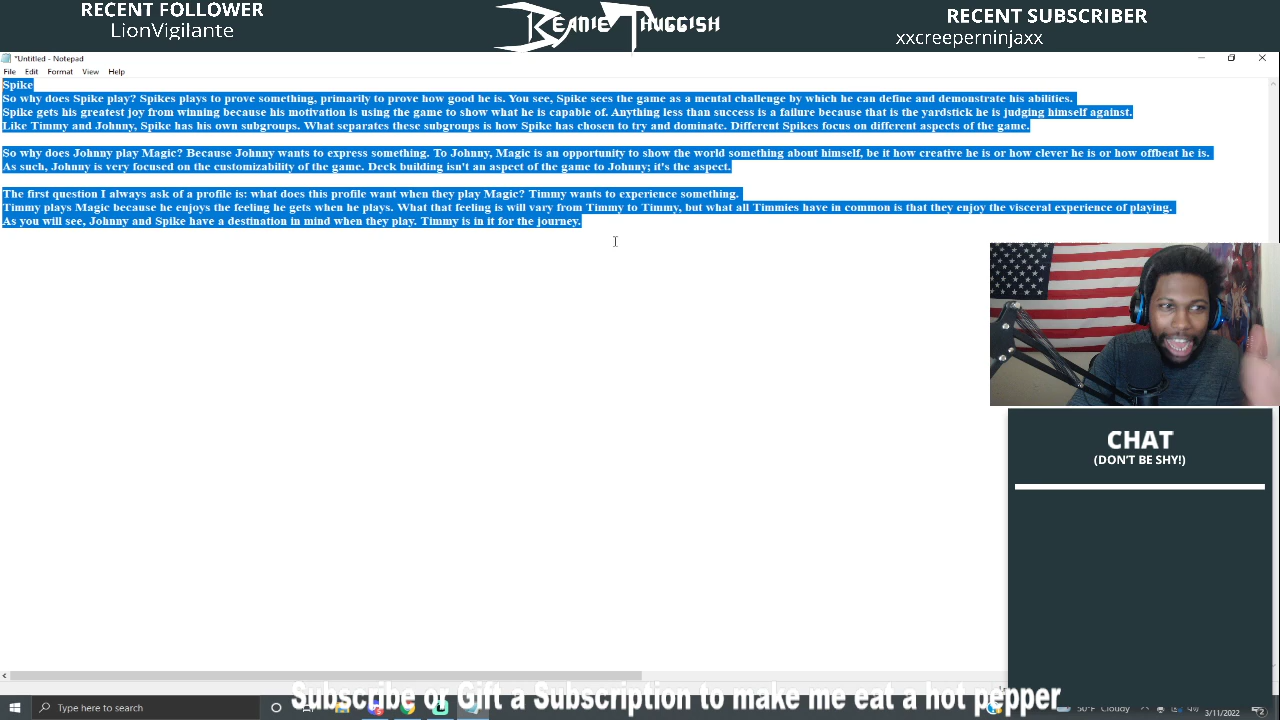 RECENT FOLLOWER
LionVigilante
BEANIE THUGGISH
RECENT SUBSCRIBER
xxcreeperninjaxx
*Untitled - Notepad
File Edit Format View Help
Spike
So why does Spike play? Spikes plays to prove something, primarily to prove how good he is. You see, Spike sees the game as a mental challenge by which he can define and demonstrate his abilities.
Spike gets his greatest joy from winning because his motivation is using the game to show what he is capable of. Anything less than success is a failure because that is the yardstick he is judging himself against.
Like Timmy and Johnny, Spike has his own subgroups. What separates these subgroups is how Spike has chosen to try and dominate. Different Spikes focus on different aspects of the game.
So why does Johnny play Magic? Because Johnny wants to express something. To Johnny, Magic is an opportunity to show the world something about himself, be it how creative he is or how clever he is or how offbeat he is.
As such, Johnny is very focused on the customizability of the game. Deck building isn't an aspect of the game to Johnny; it's the aspect.
The first question I always ask of a profile is: what does this profile want when they play Magic? Timmy wants to experience something.
Timmy plays Magic because he enjoys the feeling he gets when he plays. What that feeling is will vary from Timmy to Timmy, but what all Timmies have in common is that they enjoy the visceral experience of playing.
As you will see, Johnny and Spike have a destination in mind when they play. Timmy is in it for the journey.
CHAT
(DON'T BE SHY!)
Subscribe or Gift a Subscription to make me eat a hot pepper
Type here to search
50°F Cloudy
3/11/2022
2